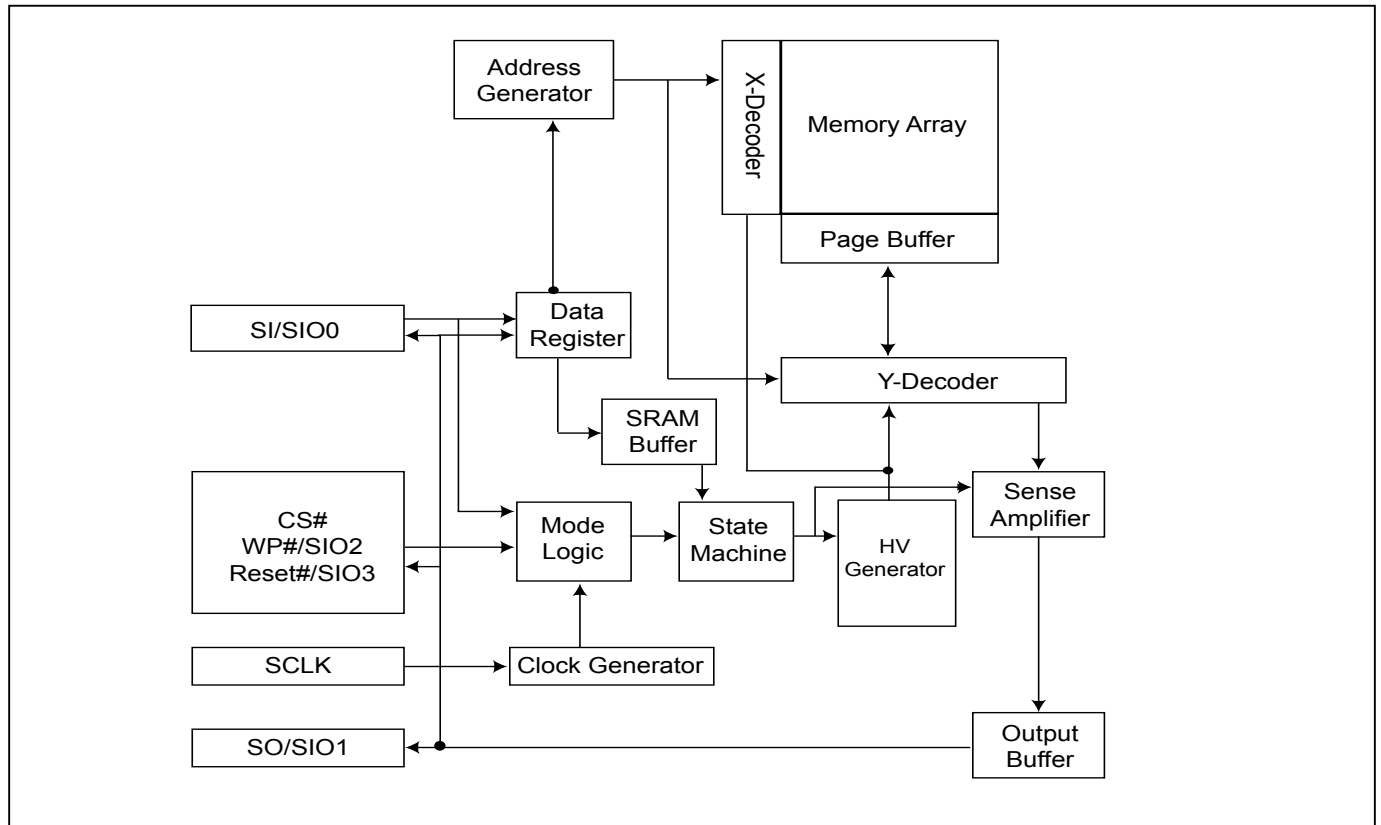 Address
Generator
X-Decoder
Memory Array
Page Buffer
SI/SIO0
Data
Register
Y-Decoder
SRAM
Buffer
CS#
WP#/SIO2
Reset#/SIO3
Mode
Logic
State
Machine
HV
Generator
Sense
Amplifier
SCLK
Clock Generator
SO/SIO1
Output
Buffer